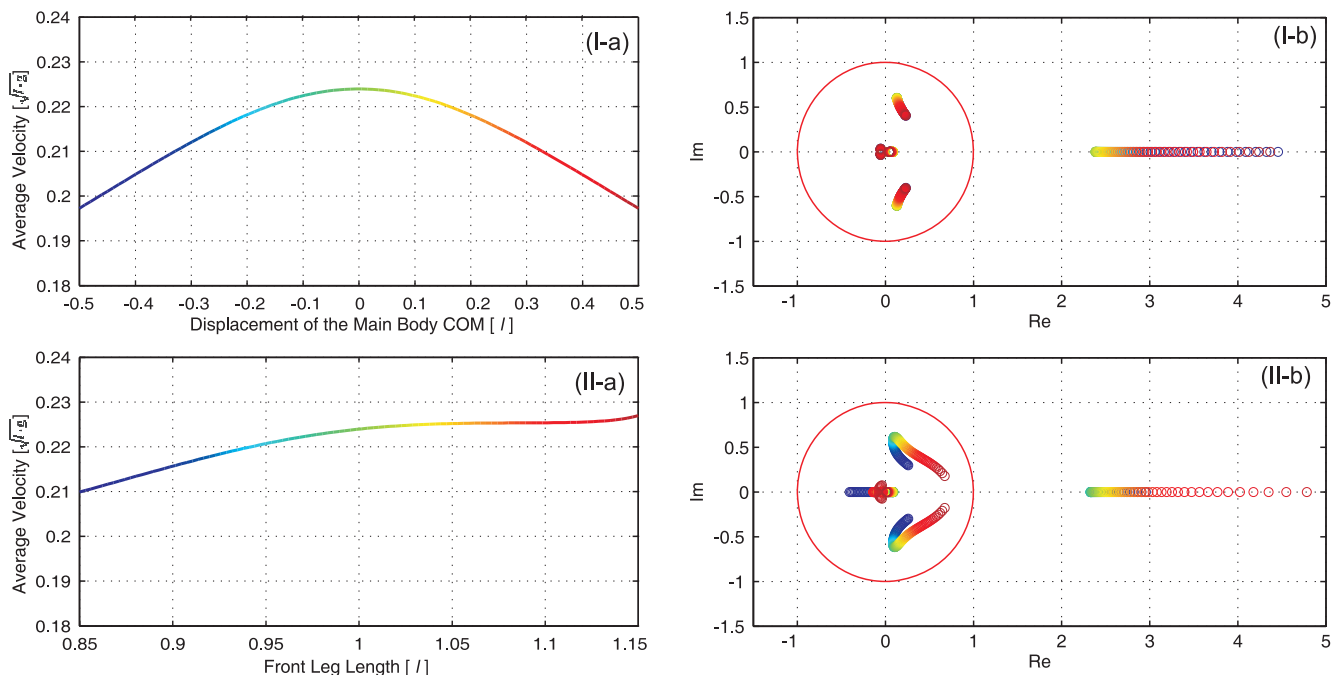 0.24
0.23
0.22
0.21
0.2
0.19
0.18
Average Velocity [√l·g]
-0.5 -0.4 -0.3 -0.2 -0.1 0 0.1 0.2 0.3 0.4 0.5
Displacement of the Main Body COM [ l ]
(I-a)
1.5
1
0.5
0
-0.5
-1
-1.5
Im
-1 0 1 2 3 4 5
Re
(I-b)
0.24
0.23
0.22
0.21
0.2
0.19
0.18
Average Velocity [√l·g]
0.85 0.9 0.95 1 1.05 1.1 1.15
Front Leg Length [ l ]
(II-a)
1.5
1
0.5
0
-0.5
-1
-1.5
Im
-1 0 1 2 3 4 5
Re
(II-b)